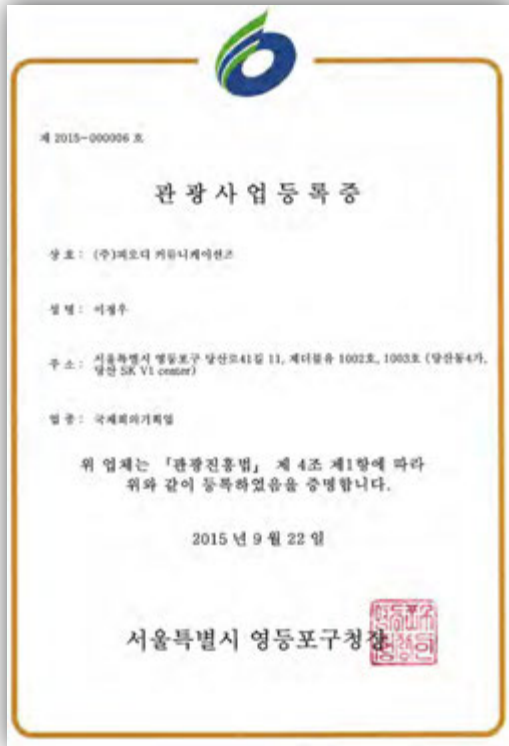 제 2015-000006 호
관광사업등록증
상 호 : (주)피오디 커뮤니케이션즈
성 명 : 이정우
주 소 : 서울특별시 영등포구 당산로41길 11, 제더블유 1002호, 1003호 (당산동4가,
당산 SK V1 center)
업 종 : 국제회의기획업
위 업체는 「관광진흥법」 제 4조 제1항에 따라
위와 같이 등록하였음을 증명합니다.
2015 년 9 월 22 일
서울특별시 영등포구청장